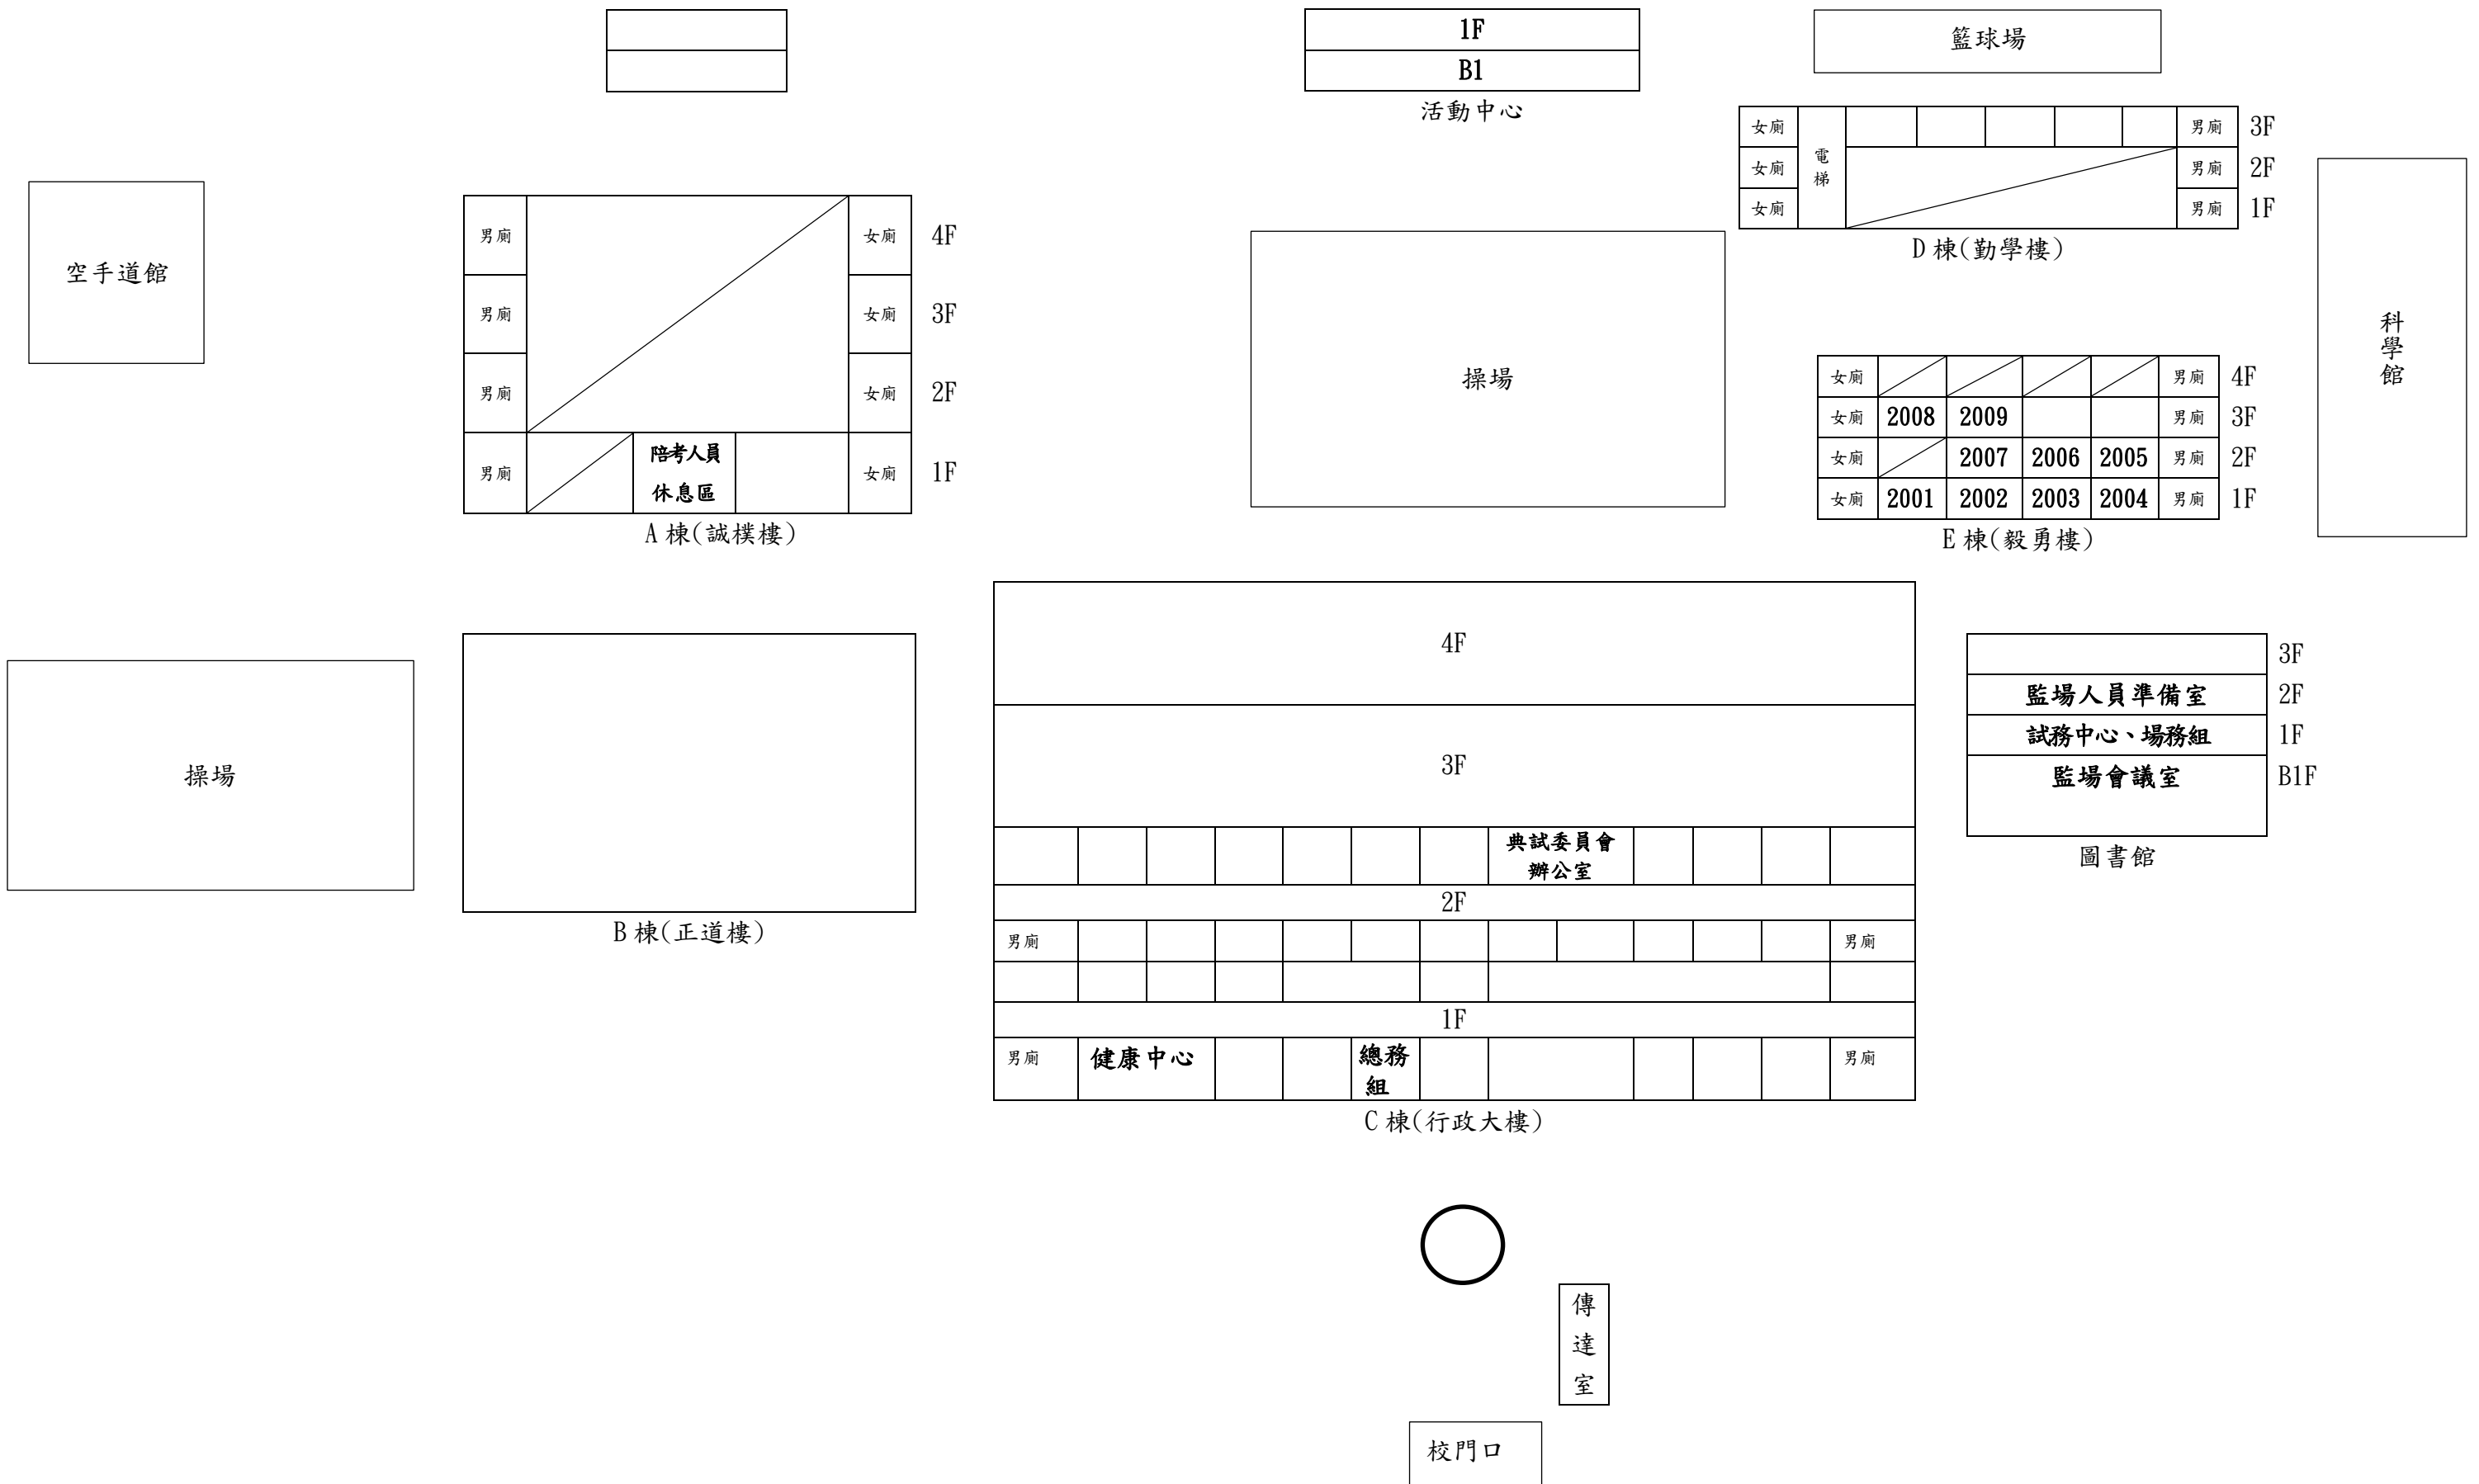 1F
B1
活動中心
籃球場
女廁 電梯 男廁 3F
女廁 男廁 2F
女廁 男廁 1F
D 棟(勤學樓)
空手道館
男廁 女廁 4F
男廁 女廁 3F
男廁 女廁 2F
男廁 陪考人員 女廁 1F
休息區
A 棟(誠樸樓)
操場
科學館
女廁 男廁 4F
女廁 2008 2009 男廁 3F
女廁 2007 2006 2005 男廁 2F
女廁 2001 2002 2003 2004 男廁 1F
E 棟(毅勇樓)
操場
B 棟(正道樓)
4F
3F
典試委員會
辦公室
2F
男廁 男廁
1F
男廁 健康中心 總務 男廁
組
C 棟(行政大樓)
3F
監場人員準備室 2F
試務中心、場務組 1F
監場會議室 B1F
圖書館
傳
達
室
校門口